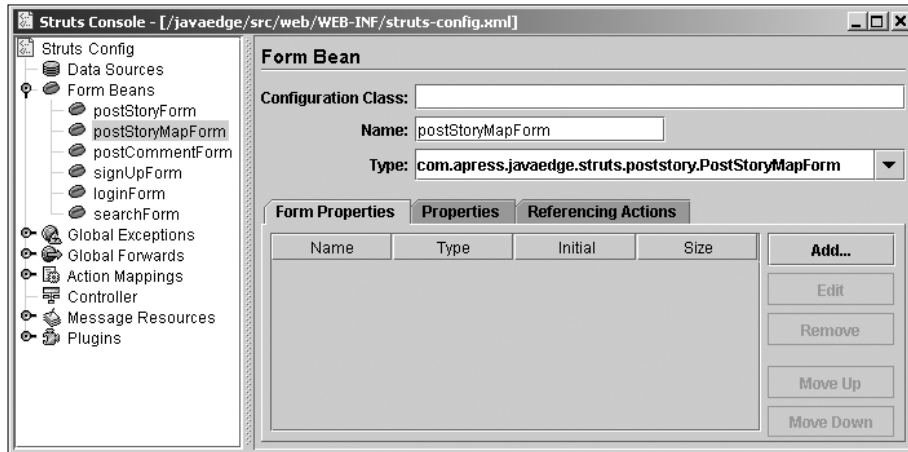 Struts Console - [/javaedge/src/web/WEB-INF/struts-config.xml]
Struts Config
Data Sources
Form Beans
postStoryForm
postStoryMapForm
postCommentForm
signUpForm
loginForm
searchForm
Global Exceptions
Global Forwards
Action Mappings
Controller
Message Resources
Plugins
Form Bean
Configuration Class:
Name: postStoryMapForm
Type: com.apress.javaedge.struts.poststory.PostStoryMapForm
Form Properties Properties Referencing Actions
Name Type Initial Size
Add...
Edit
Remove
Move Up
Move Down